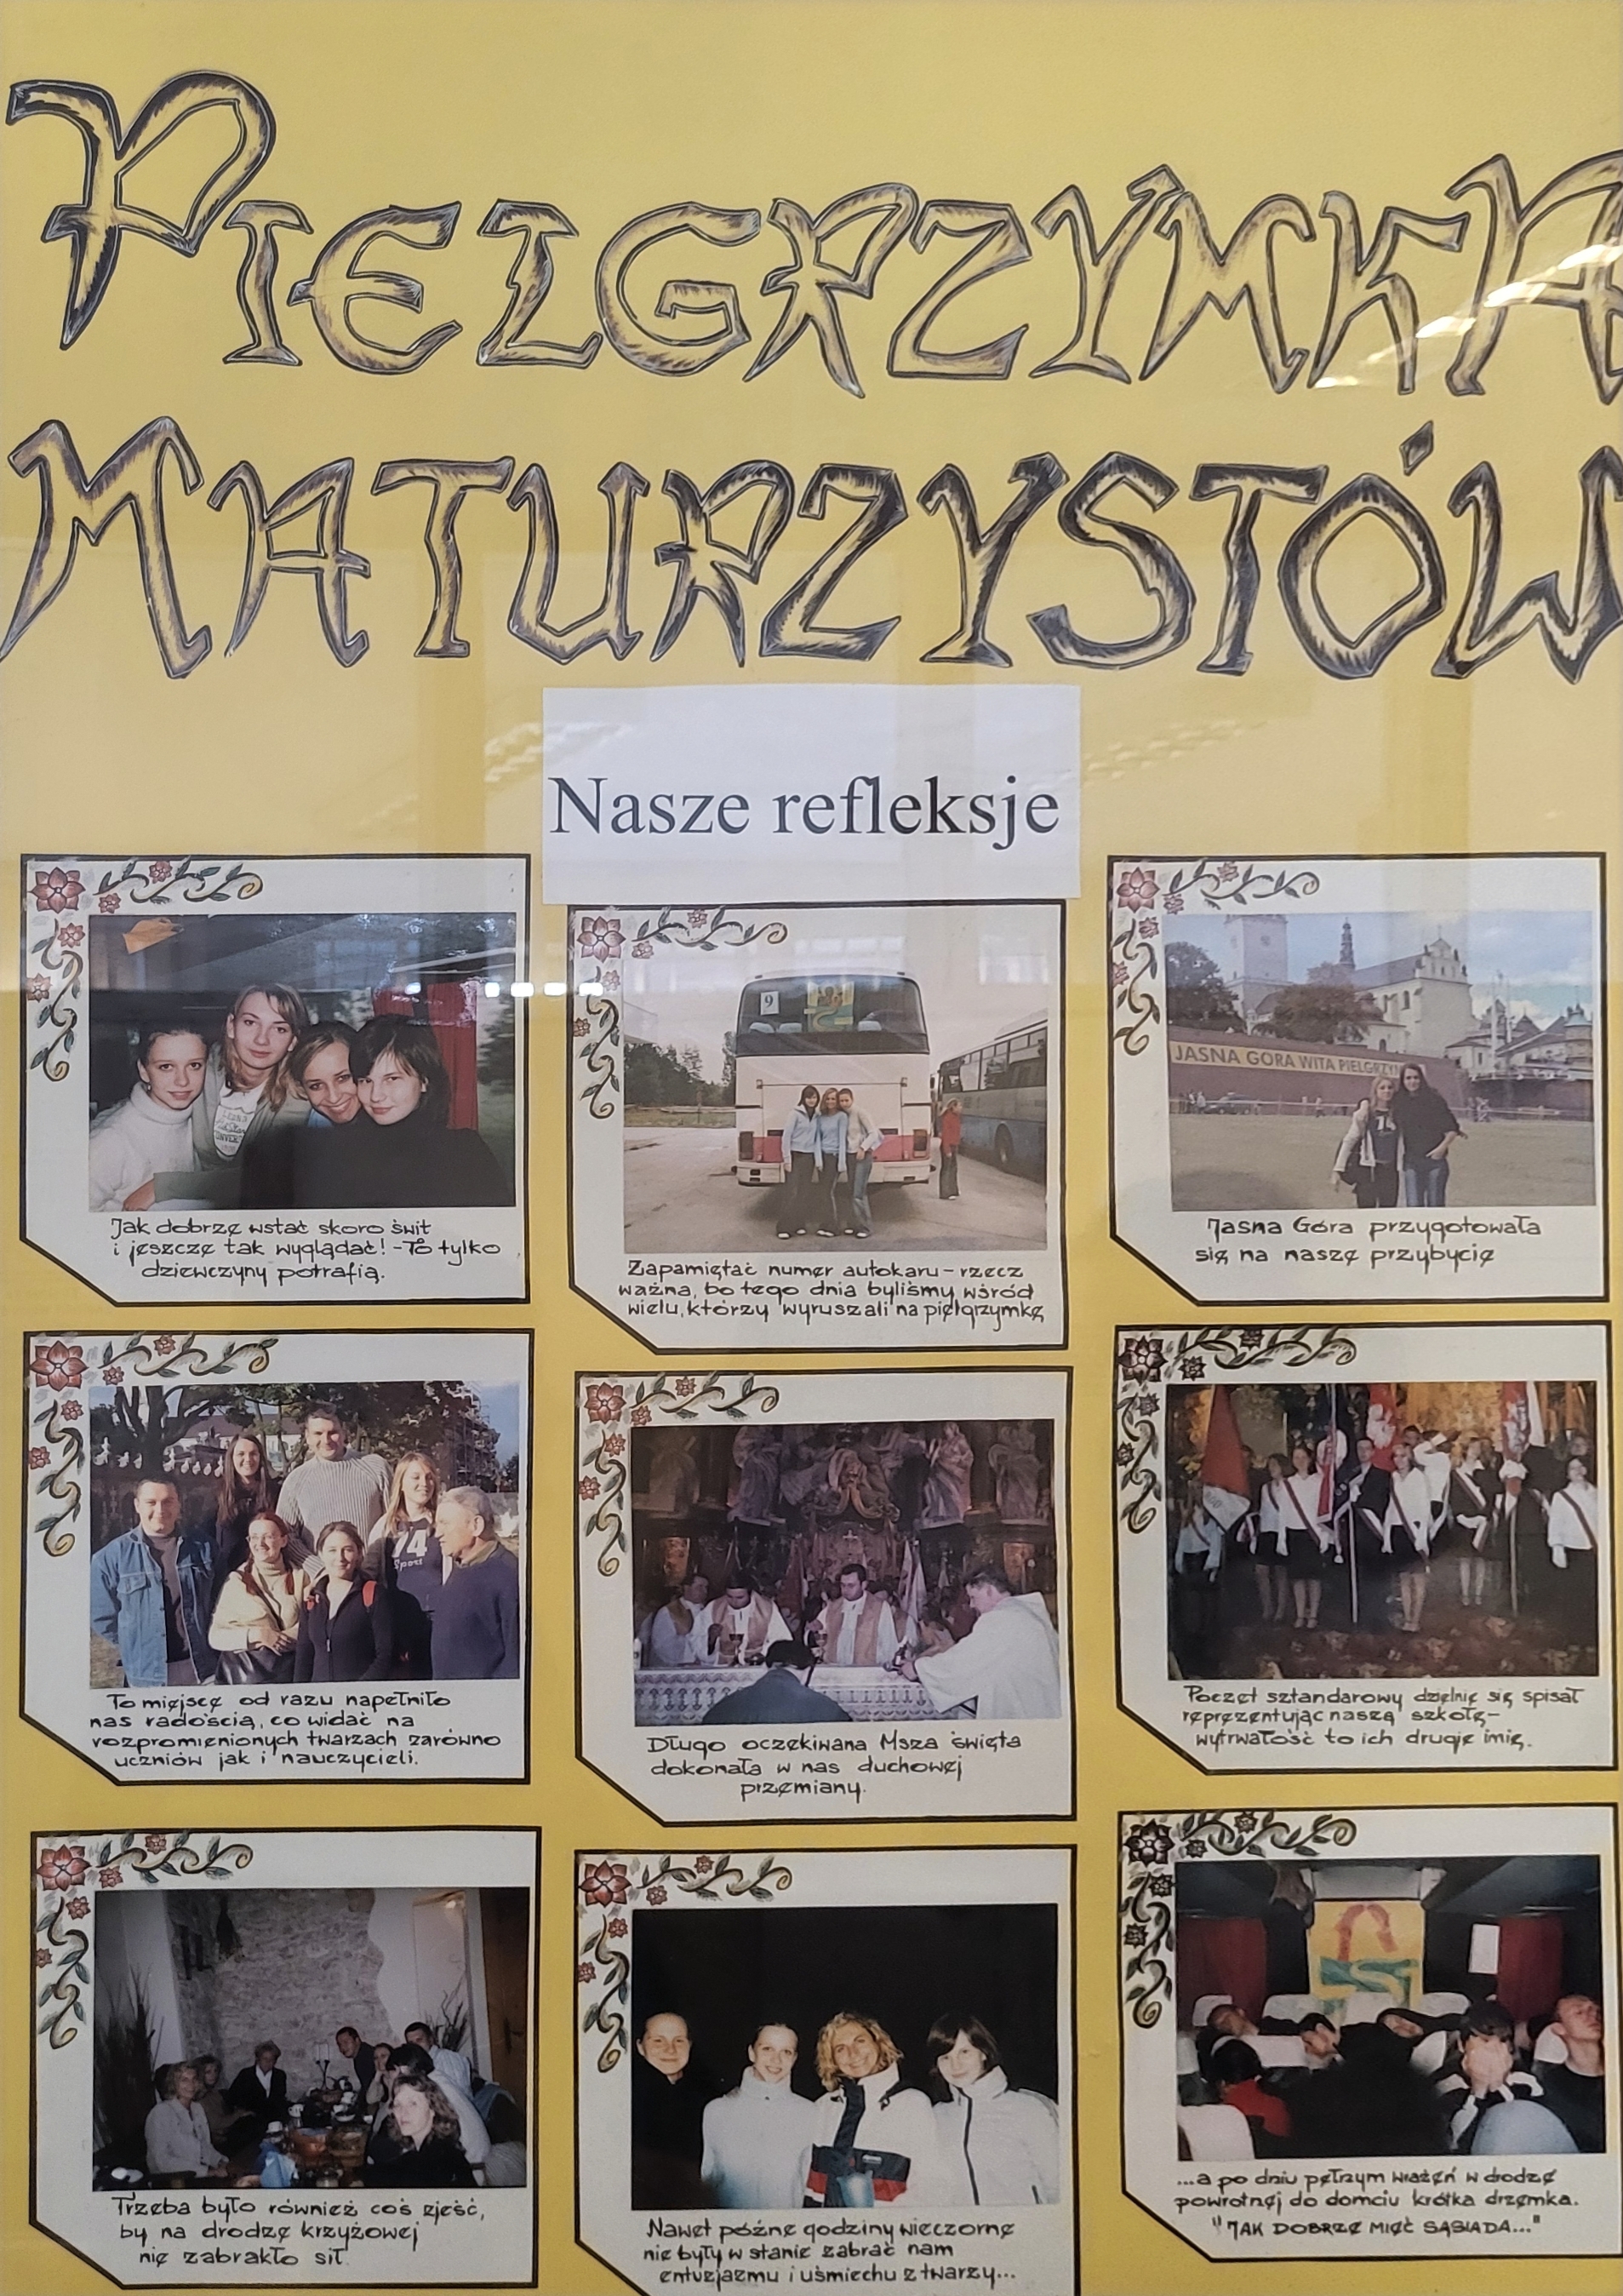 PIELGRZYMKA
MATURZYSTÓW
Nasze refleksje
Jak dobrze wstać skoro świt
i jeszcze tak wyglądać! - To tylko
dziewczyny potrafią.
9
Zapamiętać numer autokaru - rzecz
ważna, bo tego dnia byliśmy wśród
wielu, którzy wyruszali na pielgrzymkę
JASNA GÓRA WITA PIELGRZY
Jasna Góra przygotowała
się na nasze przybycie
74
Sport
To miejsce od razu napełniło
nas radością, co widać na
rozpromienionych twarzach zarówno
uczniów jak i nauczycieli.
Długo oczekiwana Msza święta
dokonała w nas duchowej
przemiany.
Poczet sztandarowy dzielnie się spisał
reprezentując naszą szkołę -
wytrwałość to ich drugie imię.
Trzeba było również coś zjeść,
by na drodze krzyżowej
nie zabrakło sił.
Nawet późne godziny wieczorne
nie były w stanie zabrać nam
entuzjazmu i uśmiechu z twarzy...
...a po dniu pełnym wrażeń w drodze
powrotnej do domciu krótka drzemka.
"JAK DOBRZE MIEĆ SĄSIADA..."